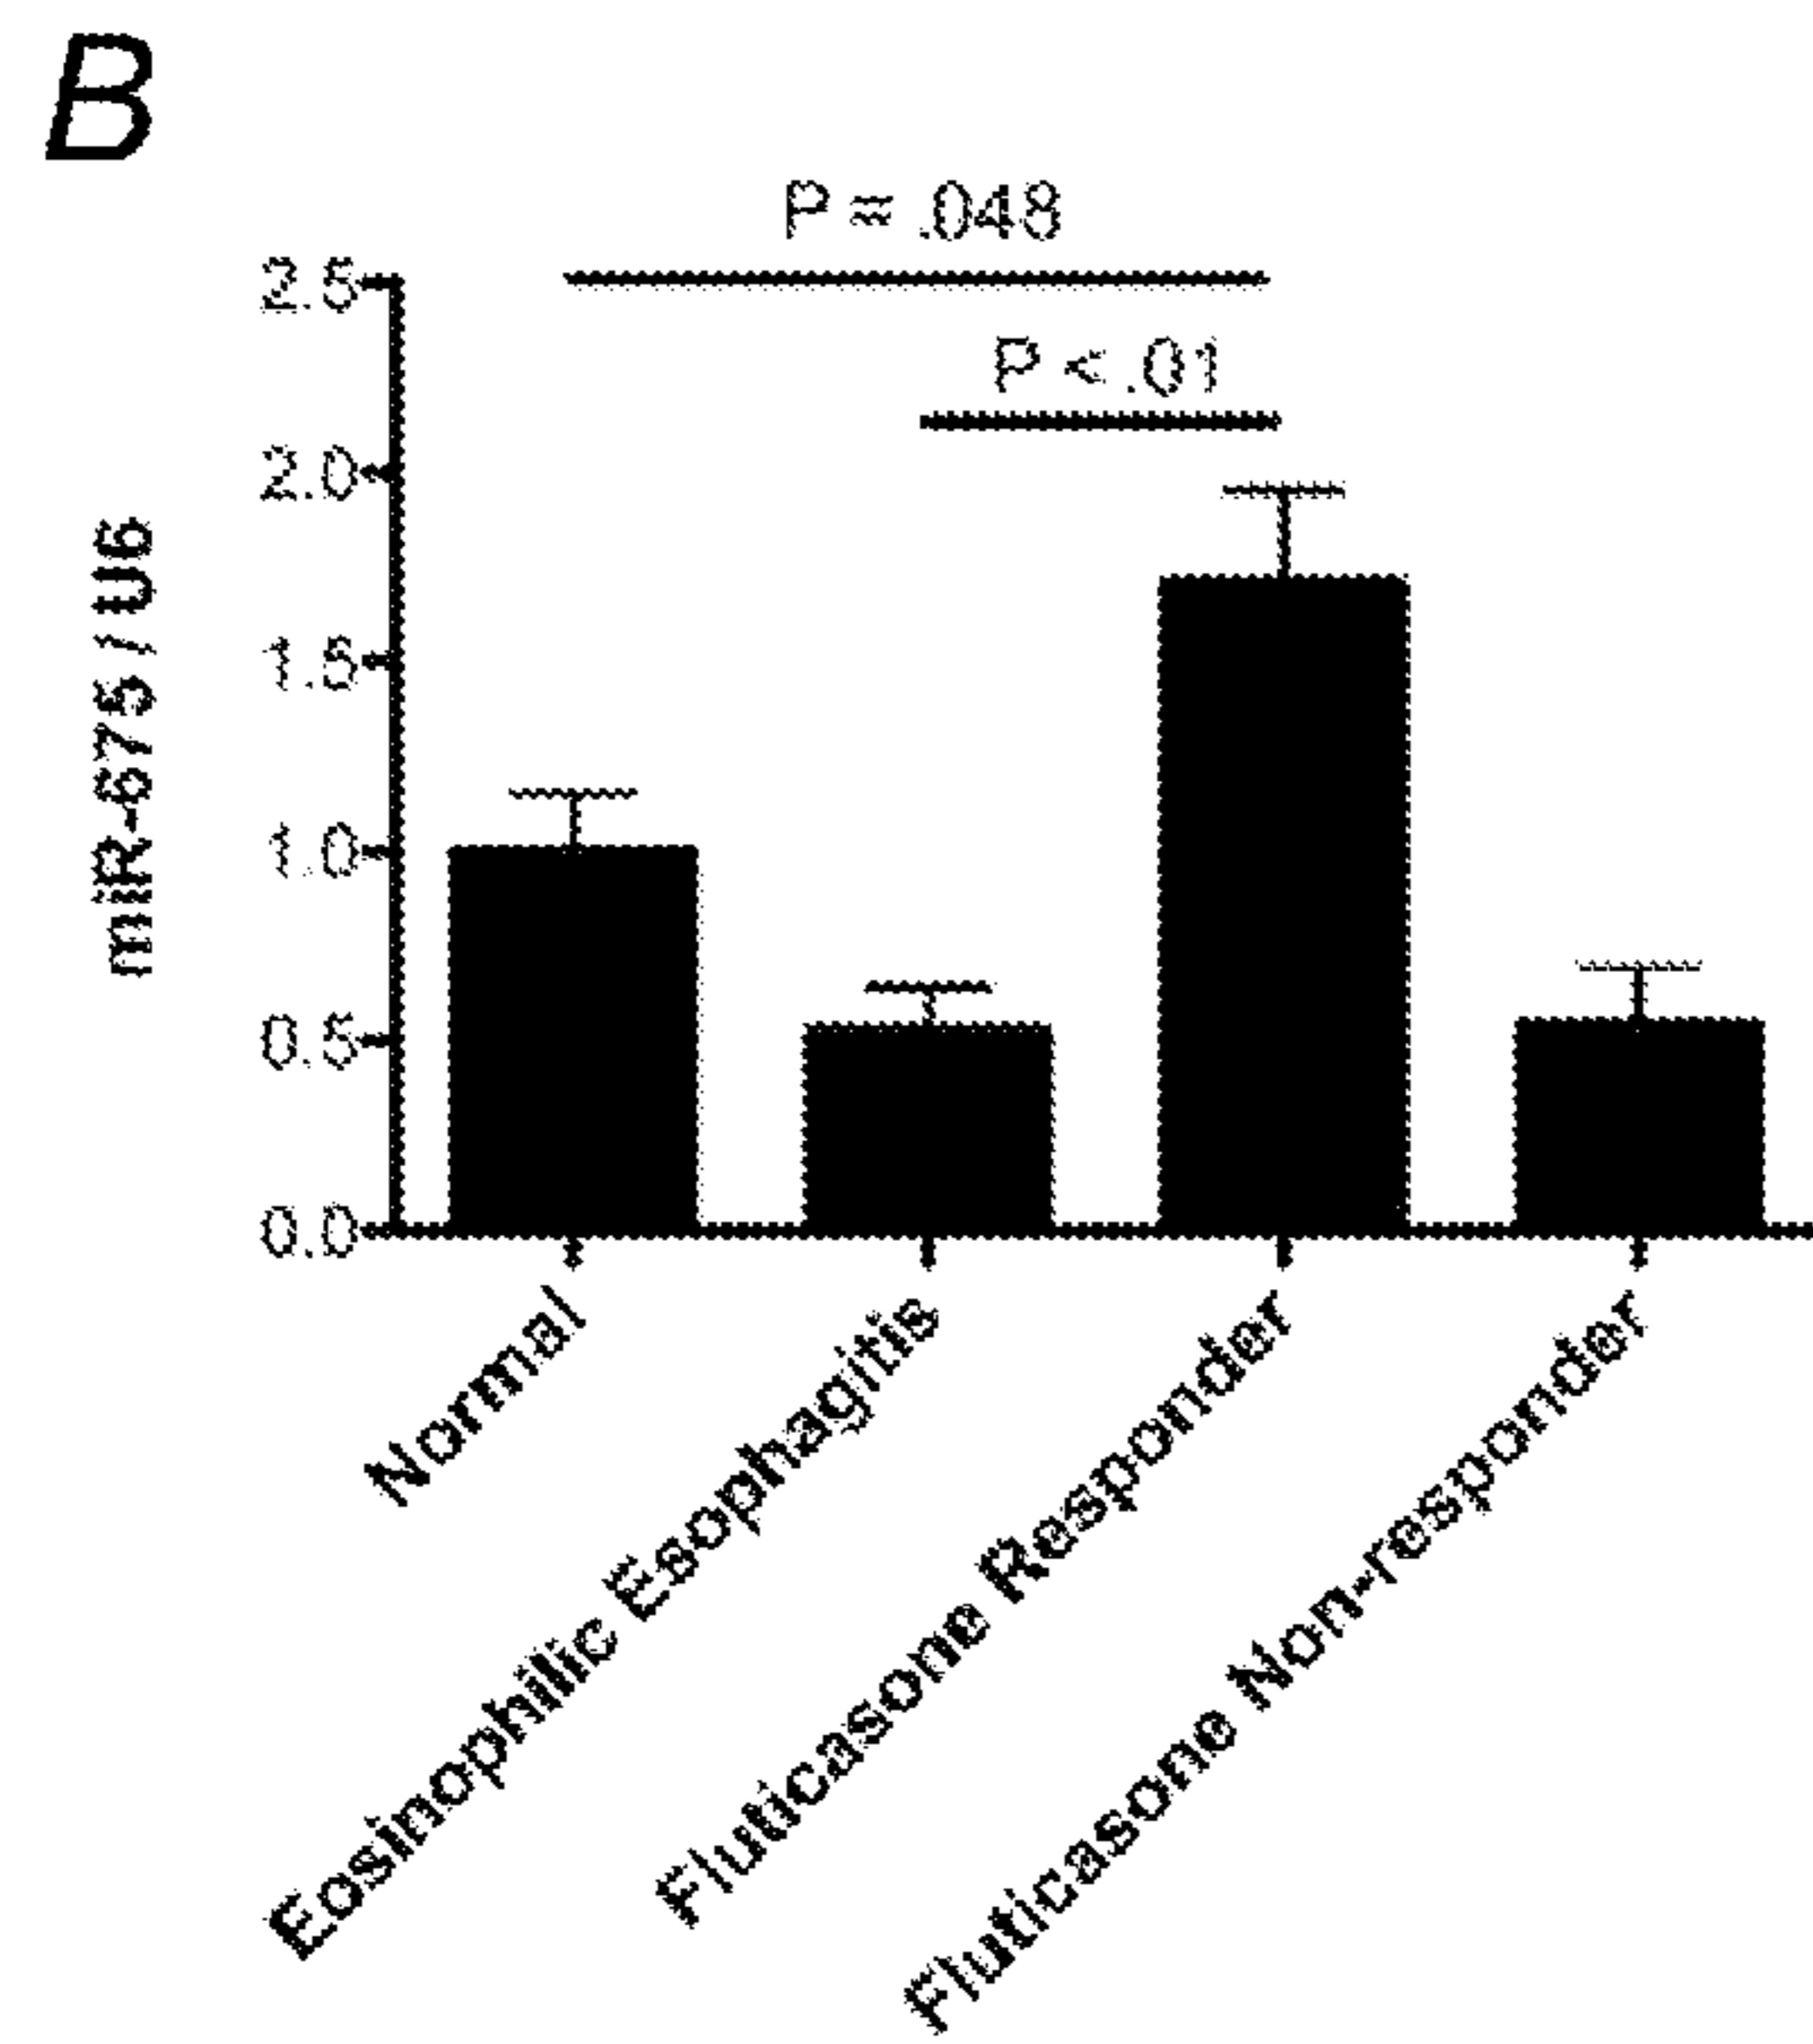 B
P = .048
P < .01
2.5
2.0
1.5
1.0
0.5
0.0
miR-675 / U6
Normal
Eosinophilic Esophagitis
Fluticasone Responder
Fluticasone Non-responder